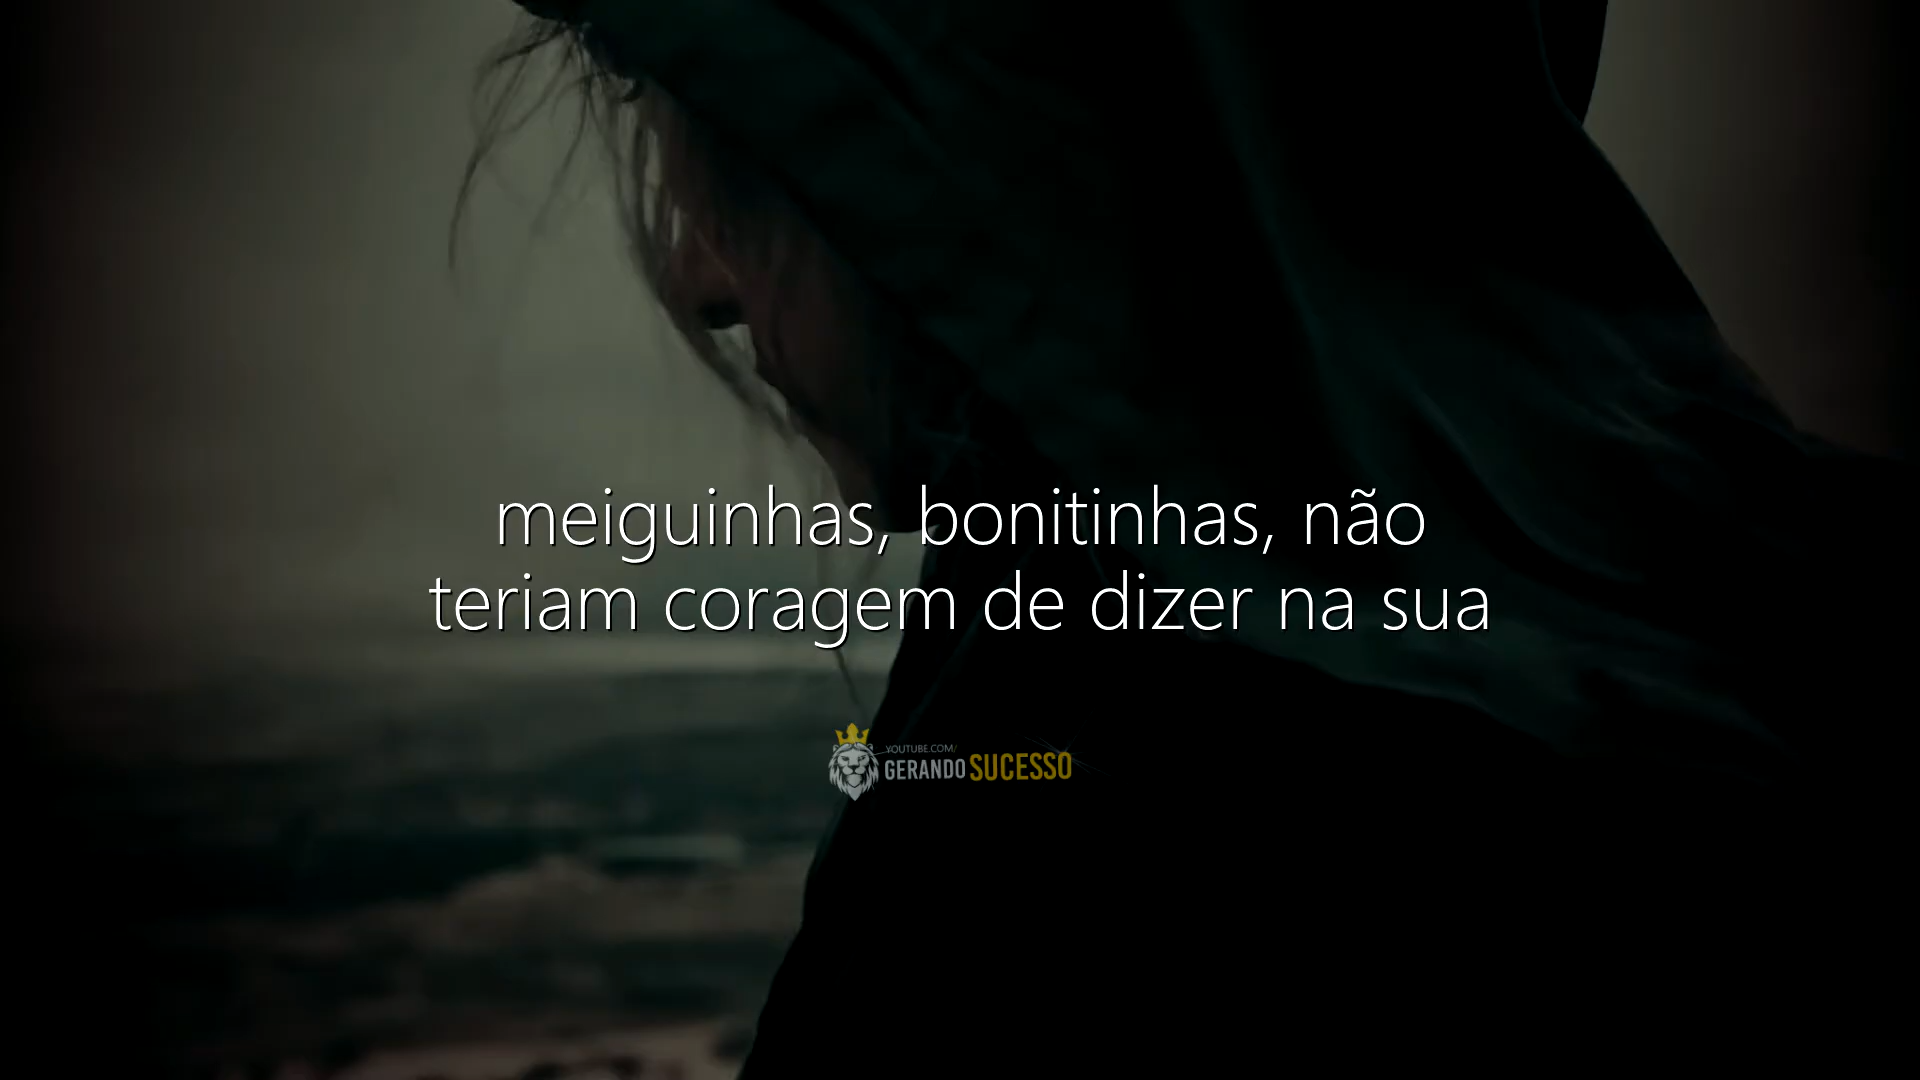 meiguinhas, bonitinhas, não
teriam coragem de dizer na sua
YOUTUBE.COM/
GERANDO SUCESSO